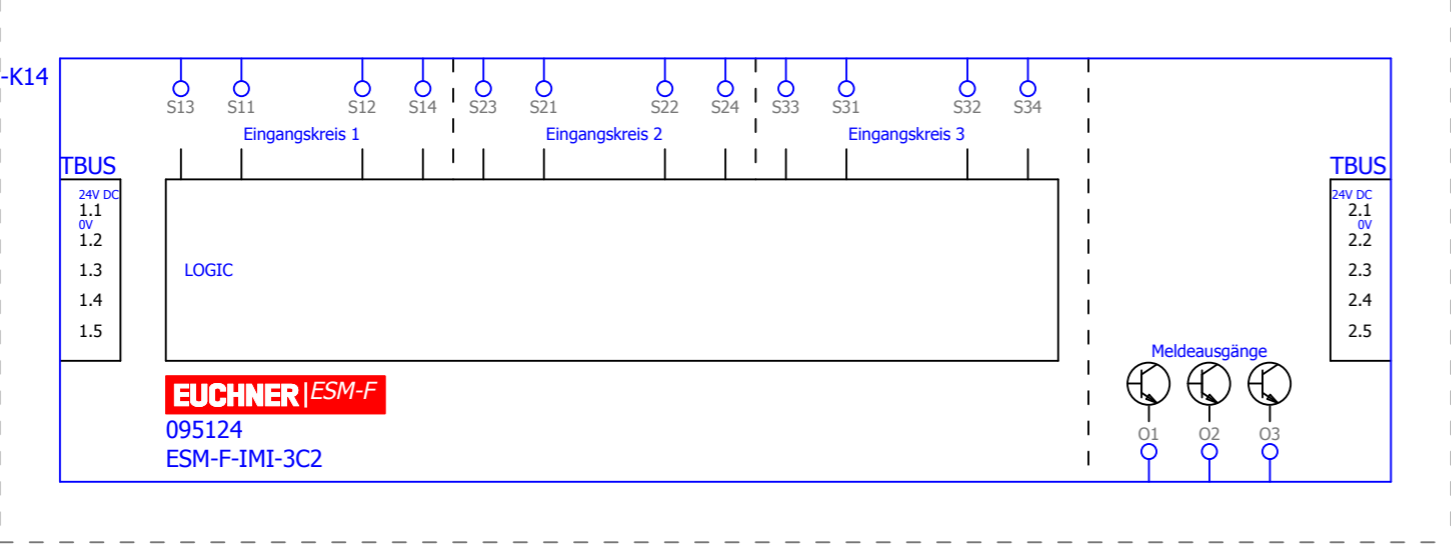 -K14
S13 S11 S12 S14 S23 S21 S22 S24 S33 S31 S32 S34
Eingangskreis 1 Eingangskreis 2 Eingangskreis 3
TBUS TBUS
24V DC 24V DC
1.1 2.1
0V 0V
1.2 2.2
1.3 LOGIC 2.3
1.4 2.4
1.5 2.5
Meldeausgänge
EUCHNER|ESM-F
095124 O1 O2 O3
ESM-F-IMI-3C2